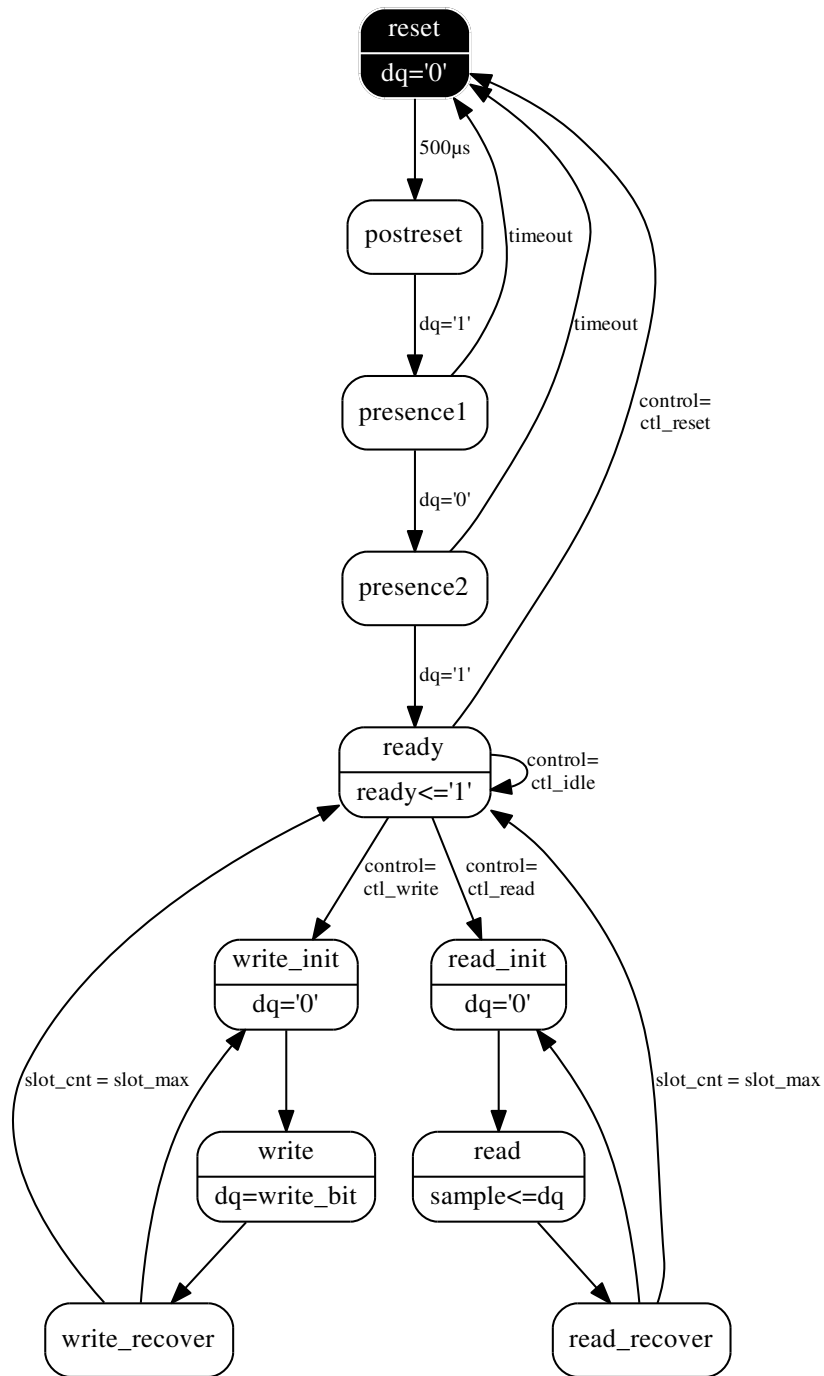 reset
dq='0'
500µs
postreset
timeout
dq='1'
timeout
presence1
control=
ctl_reset
dq='0'
presence2
dq='1'
ready
ready<='1'
control=
ctl_idle
control=
ctl_write
control=
ctl_read
write_init
dq='0'
read_init
dq='0'
slot_cnt = slot_max
slot_cnt = slot_max
write
dq=write_bit
read
sample<=dq
write_recover
read_recover